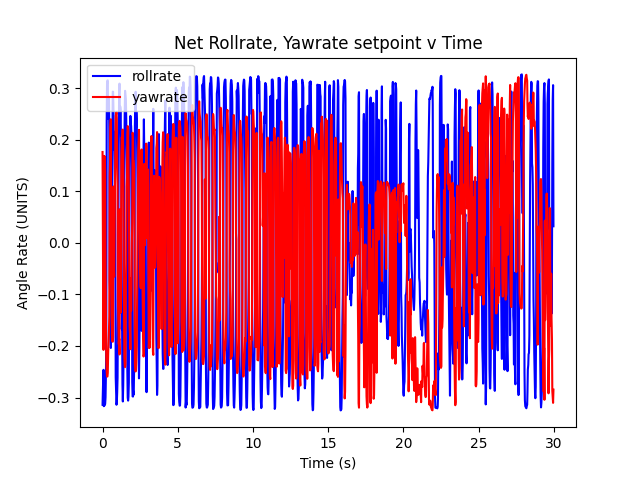 Net Rollrate, Yawrate setpoint v Time
rollrate
yawrate
0.3
0.2
0.1
0.0
−0.1
−0.2
−0.3
Angle Rate (UNITS)
0 5 10 15 20 25 30
Time (s)